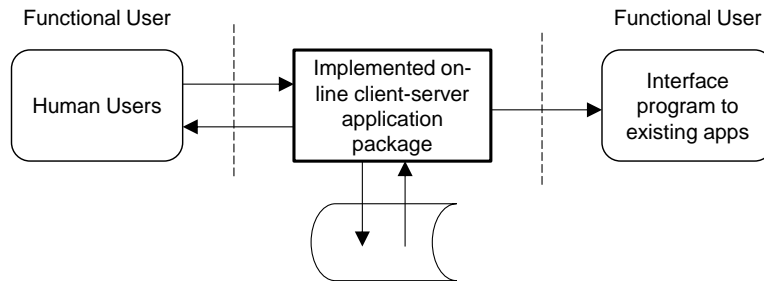 Functional User
Functional User
Human Users
Implemented on-
line client-server
application
package
Interface
program to
existing apps